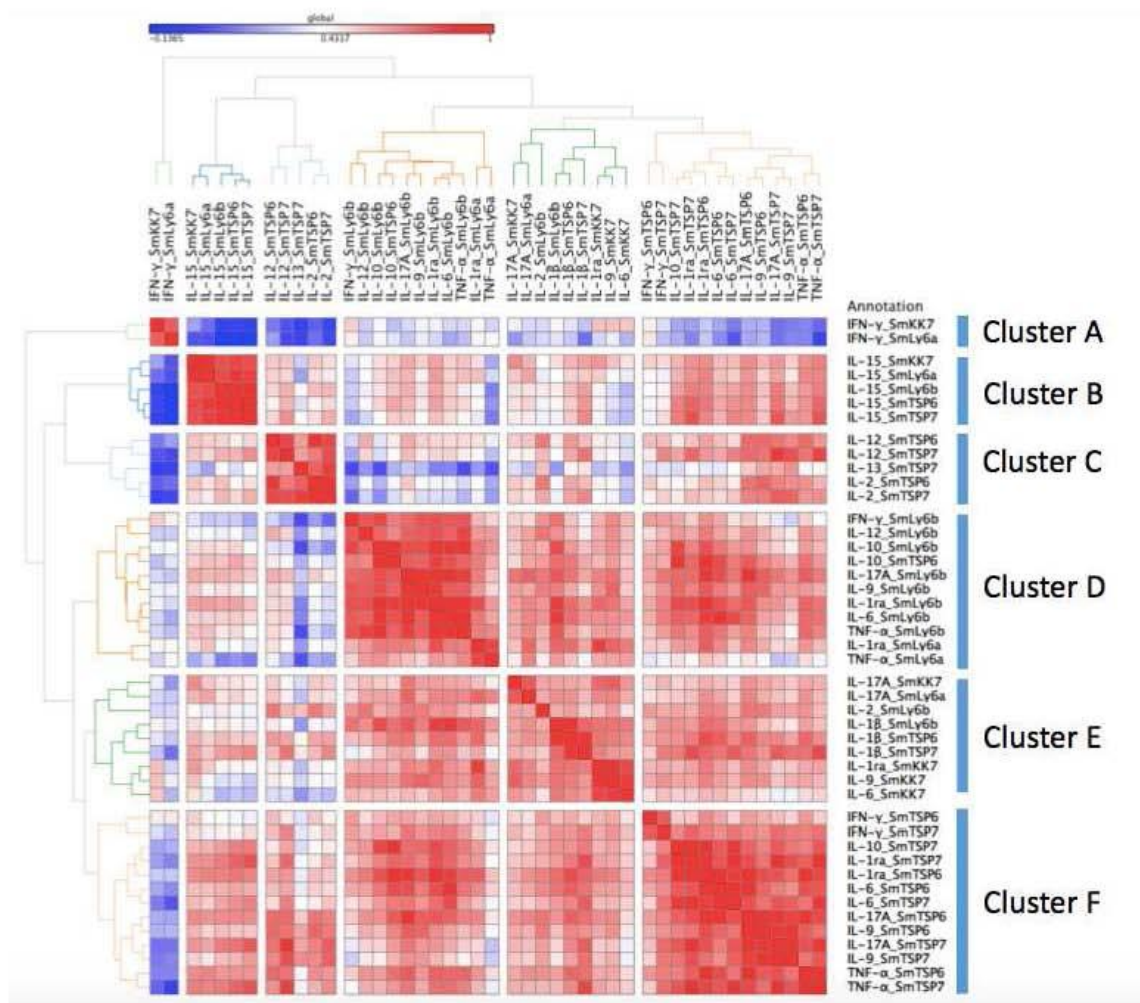 global
-0.1365 0.4317 1
IFN-γ_SmKK7
IFN-γ_SmLy6a
IL-15_SmKK7
IL-15_SmLy6a
IL-15_SmLy6b
IL-15_SmTSP6
IL-15_SmTSP7
IL-12_SmTSP6
IL-12_SmTSP7
IL-13_SmTSP7
IL-2_SmTSP6
IL-2_SmTSP7
IFN-γ_SmLy6b
IL-12_SmLy6b
IL-10_SmLy6b
IL-10_SmTSP6
IL-17A_SmLy6b
IL-9_SmLy6b
IL-1ra_SmLy6b
IL-6_SmLy6b
TNF-α_SmLy6b
IL-1ra_SmLy6a
TNF-α_SmLy6a
IL-17A_SmKK7
IL-17A_SmLy6a
IL-2_SmLy6b
IL-1β_SmLy6b
IL-1β_SmTSP6
IL-1β_SmTSP7
IL-1ra_SmKK7
IL-9_SmKK7
IL-6_SmKK7
IFN-γ_SmTSP6
IFN-γ_SmTSP7
IL-10_SmTSP7
IL-1ra_SmTSP7
IL-1ra_SmTSP6
IL-6_SmTSP6
IL-6_SmTSP7
IL-17A_SmTSP6
IL-9_SmTSP6
IL-17A_SmTSP7
IL-9_SmTSP7
TNF-α_SmTSP6
TNF-α_SmTSP7
Annotation
IFN-γ_SmKK7
IFN-γ_SmLy6a
Cluster A
IL-15_SmKK7
IL-15_SmLy6a
IL-15_SmLy6b
IL-15_SmTSP6
IL-15_SmTSP7
Cluster B
IL-12_SmTSP6
IL-12_SmTSP7
IL-13_SmTSP7
IL-2_SmTSP6
IL-2_SmTSP7
Cluster C
IFN-γ_SmLy6b
IL-12_SmLy6b
IL-10_SmLy6b
IL-10_SmTSP6
IL-17A_SmLy6b
IL-9_SmLy6b
IL-1ra_SmLy6b
IL-6_SmLy6b
TNF-α_SmLy6b
IL-1ra_SmLy6a
TNF-α_SmLy6a
Cluster D
IL-17A_SmKK7
IL-17A_SmLy6a
IL-2_SmLy6b
IL-1β_SmLy6b
IL-1β_SmTSP6
IL-1β_SmTSP7
IL-1ra_SmKK7
IL-9_SmKK7
IL-6_SmKK7
Cluster E
IFN-γ_SmTSP6
IFN-γ_SmTSP7
IL-10_SmTSP7
IL-1ra_SmTSP7
IL-1ra_SmTSP6
IL-6_SmTSP6
IL-6_SmTSP7
IL-17A_SmTSP6
IL-9_SmTSP6
IL-17A_SmTSP7
IL-9_SmTSP7
TNF-α_SmTSP6
TNF-α_SmTSP7
Cluster F